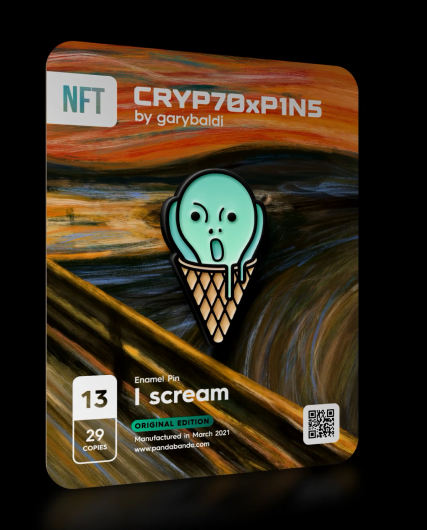 NFT
CRYP70xP1N5
by garybaldi
13
29
COPIES
Enamel Pin
I scream
ORIGINAL EDITION
Manufactured in March 2021
www.pandabanda.com